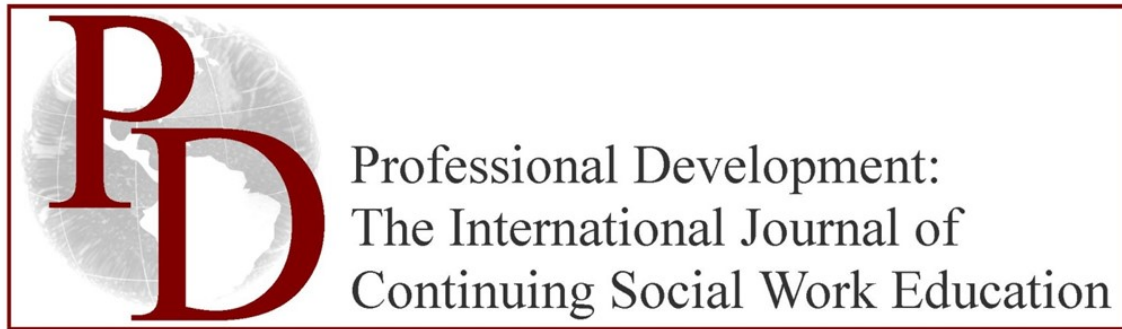 PD
Professional Development:
The International Journal of
Continuing Social Work Education